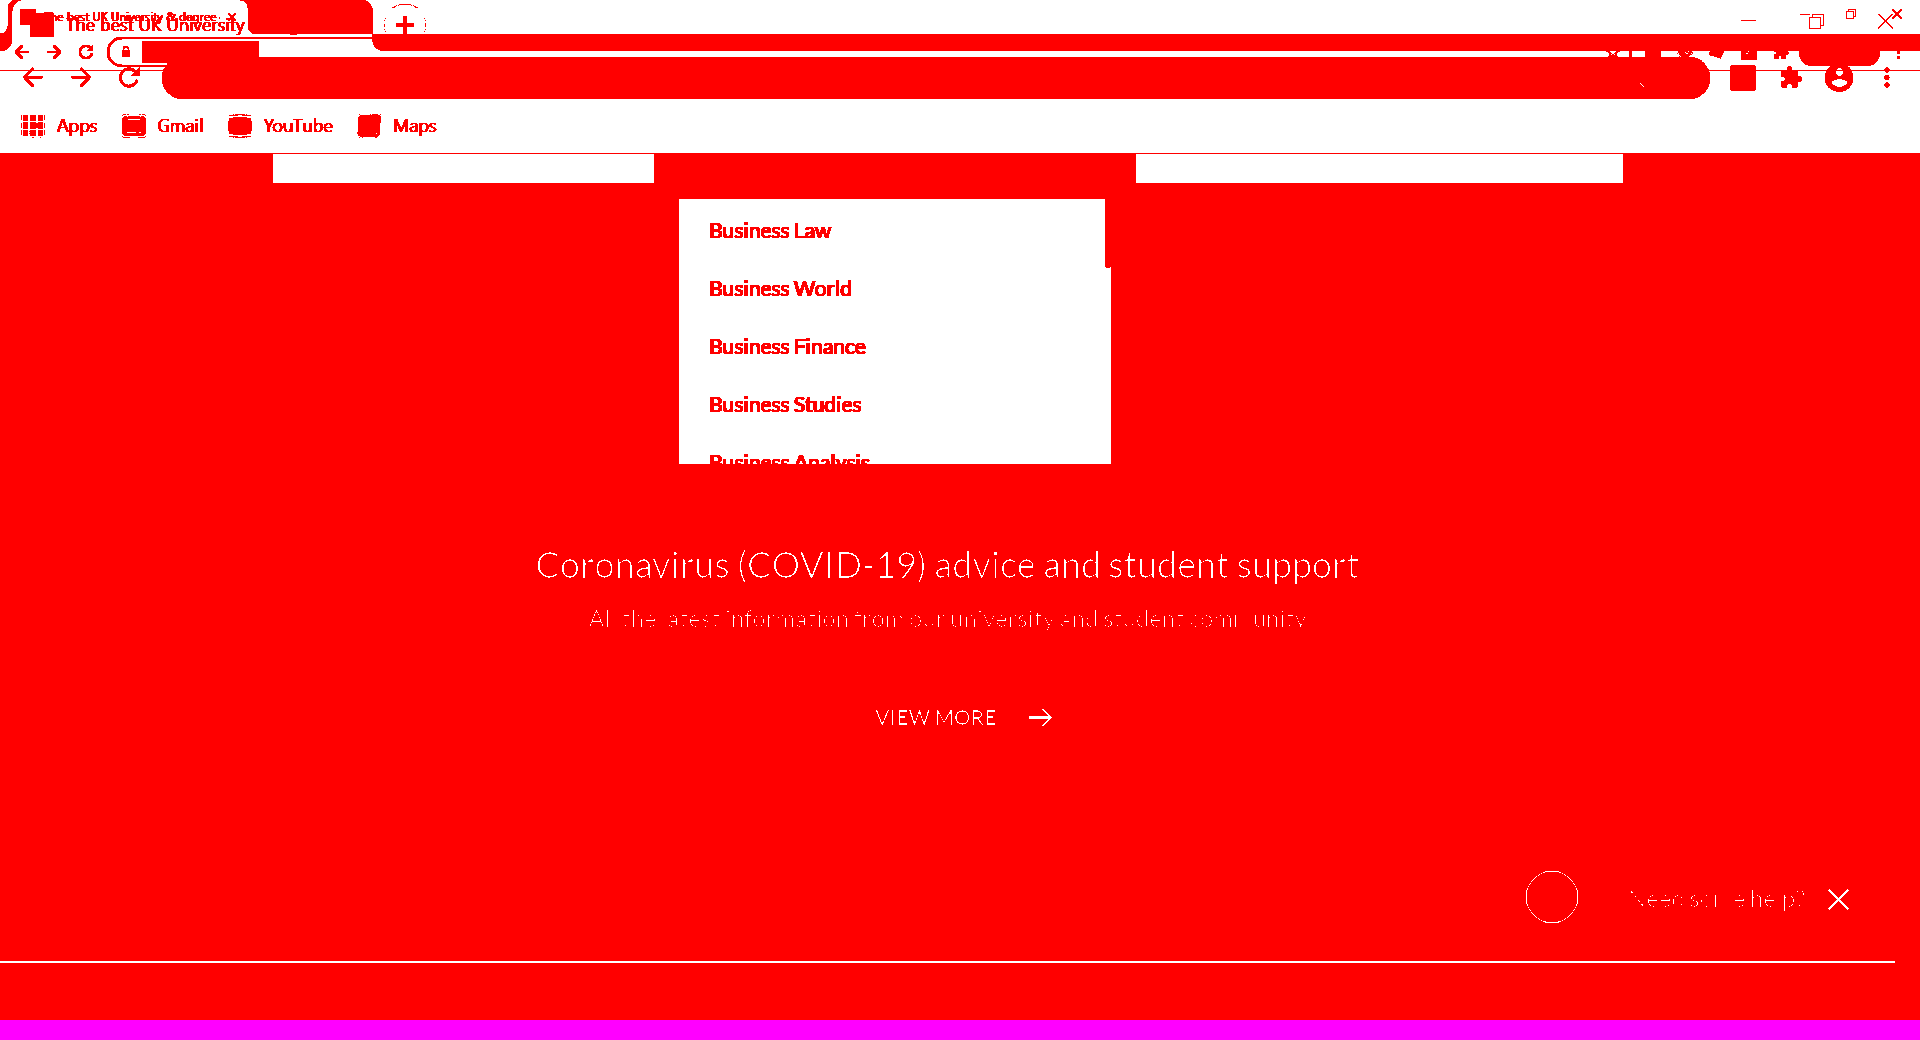 The best UK University & degree
The best UK University
Apps Gmail YouTube Maps
Business Law
Business World
Business Finance
Business Studies
Business Analysis
Coronavirus (COVID-19) advice and student support
All the latest information from our university and student community
VIEW MORE
Need some help?